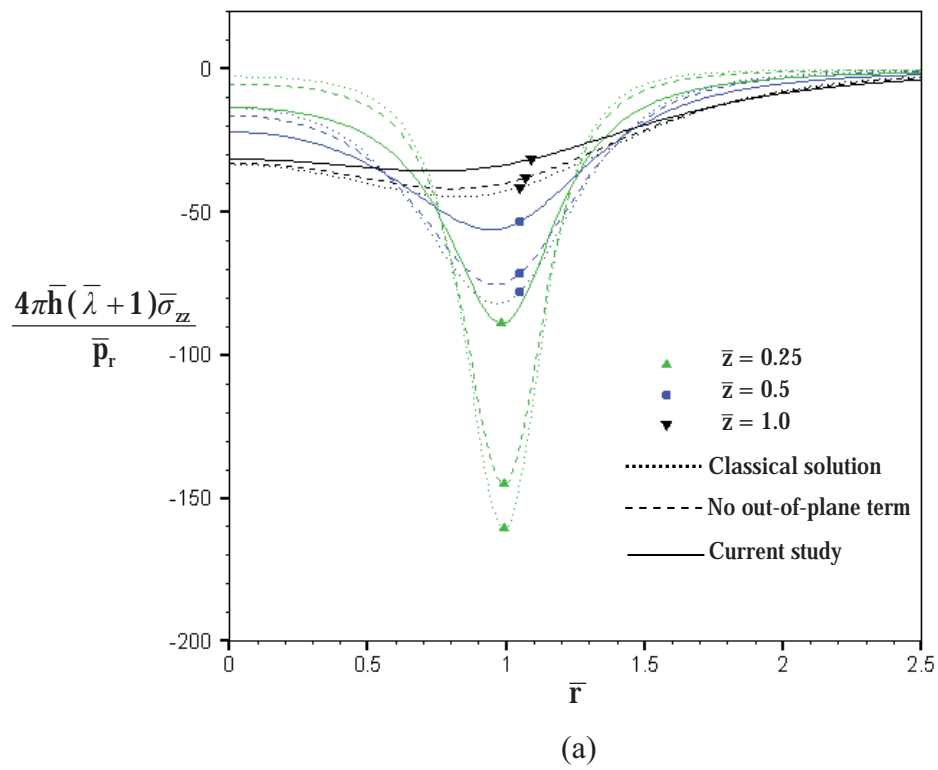 0
-50
-100
-150
-200
4πh̄(λ̄+1)σ̄zz
p̄r
z̄ = 0.25
z̄ = 0.5
z̄ = 1.0
Classical solution
No out-of-plane term
Current study
0 0.5 1 1.5 2 2.5
r̄
(a)